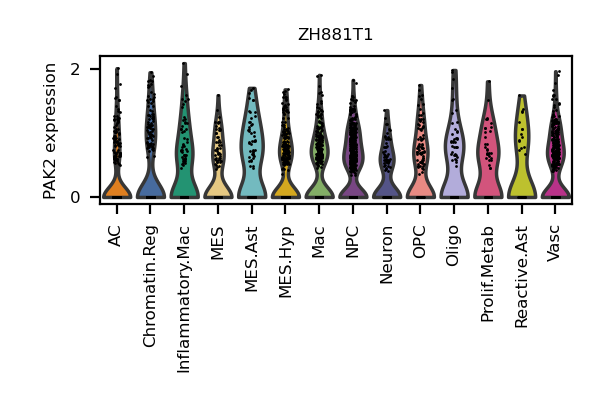 ZH881T1
PAK2 expression
2
0
AC
Chromatin.Reg
Inflammatory.Mac
MES
MES.Ast
MES.Hyp
Mac
NPC
Neuron
OPC
Oligo
Prolif.Metab
Reactive.Ast
Vasc